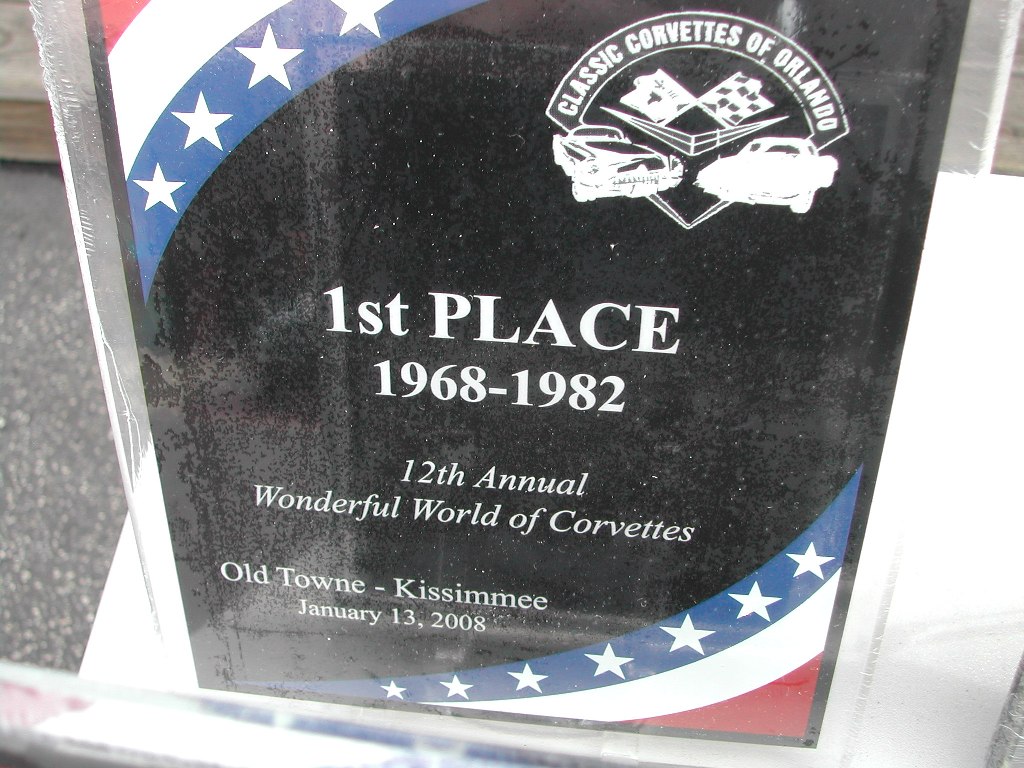 CLASSIC CORVETTES OF ORLANDO
1st PLACE
1968-1982
12th Annual
Wonderful World of Corvettes
Old Towne - Kissimmee
January 13, 2008